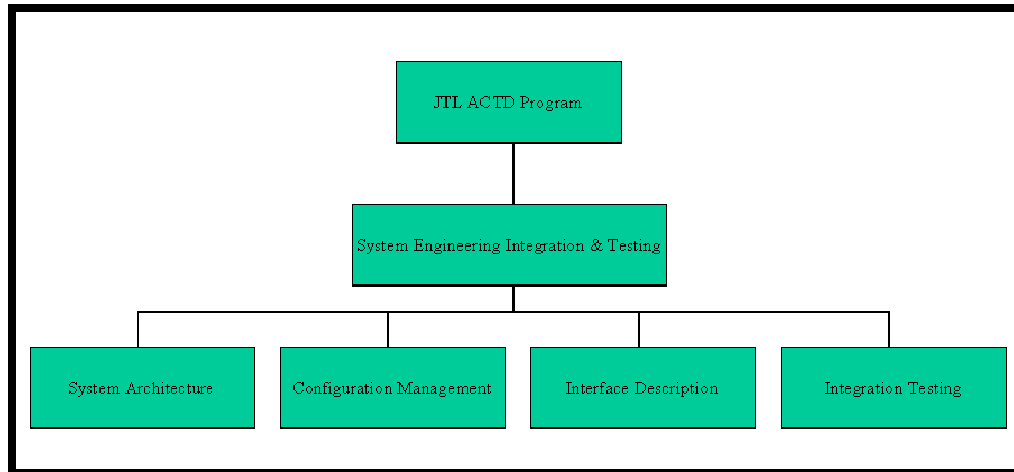 JTL ACTD Program
System Engineering Integration & Testing
System Architecture
Configuration Management
Interface Description
Integration Testing